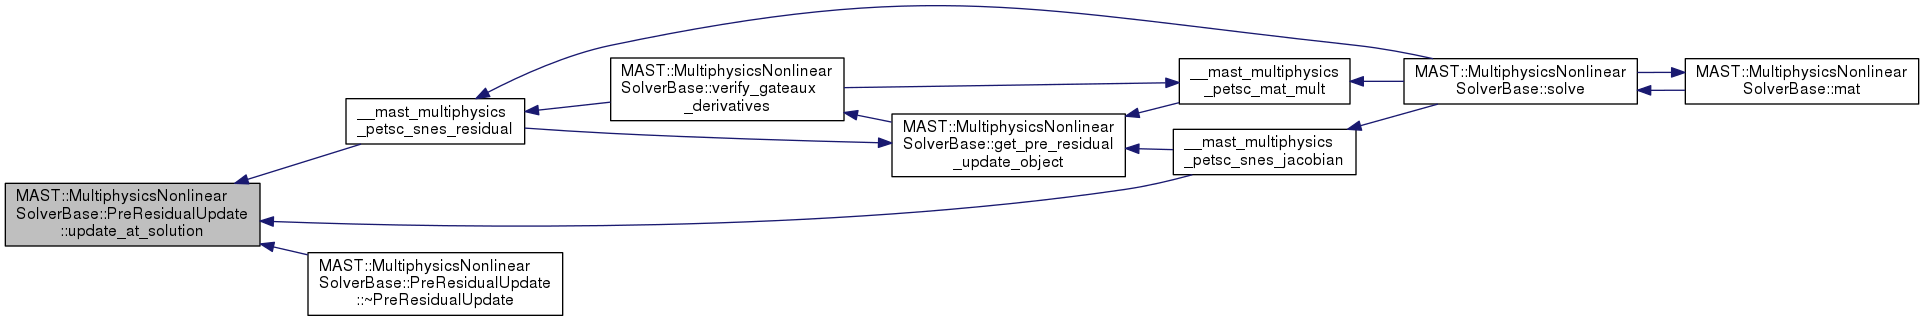 MAST::MultiphysicsNonlinear
SolverBase::PreResidualUpdate
::update_at_solution
__mast_multiphysics
_petsc_snes_residual
MAST::MultiphysicsNonlinear
SolverBase::PreResidualUpdate
::~PreResidualUpdate
MAST::MultiphysicsNonlinear
SolverBase::verify_gateaux
_derivatives
MAST::MultiphysicsNonlinear
SolverBase::get_pre_residual
_update_object
__mast_multiphysics
_petsc_mat_mult
__mast_multiphysics
_petsc_snes_jacobian
MAST::MultiphysicsNonlinear
SolverBase::solve
MAST::MultiphysicsNonlinear
SolverBase::mat